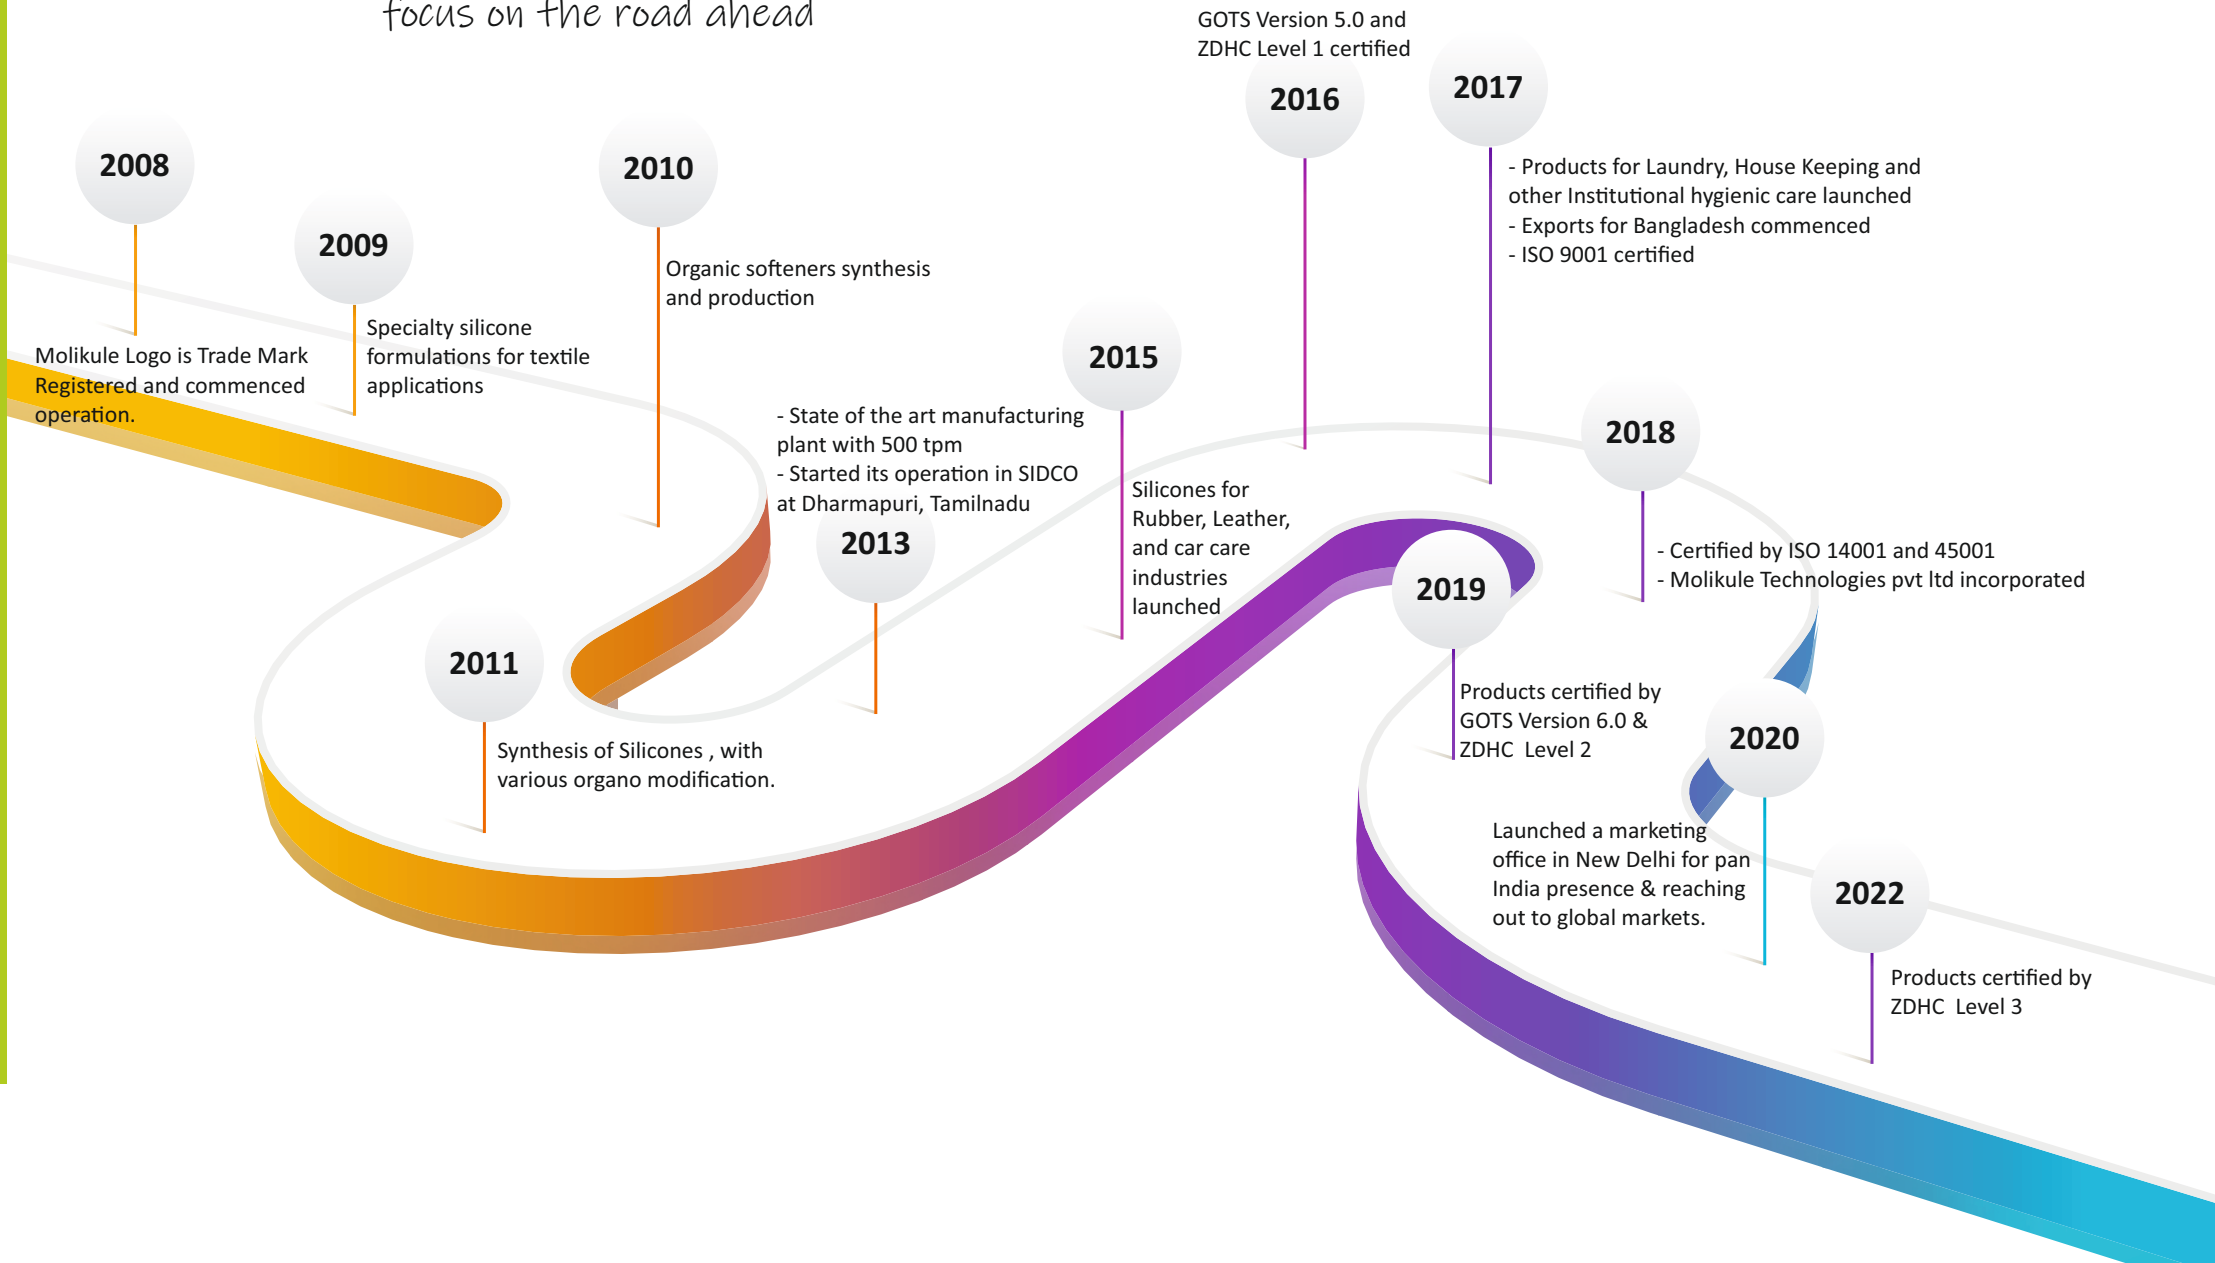 focus on the road ahead
2008
Molikule Logo is Trade Mark
Registered and commenced
operation.
2009
Specialty silicone
formulations for textile
applications
2010
Organic softeners synthesis
and production
2011
Synthesis of Silicones , with
various organo modification.
- State of the art manufacturing
plant with 500 tpm
- Started its operation in SIDCO
at Dharmapuri, Tamilnadu
2013
2015
Silicones for
Rubber, Leather,
and car care
industries
launched
GOTS Version 5.0 and
ZDHC Level 1 certified
2016
2017
- Products for Laundry, House Keeping and
other Institutional hygienic care launched
- Exports for Bangladesh commenced
- ISO 9001 certified
2018
- Certified by ISO 14001 and 45001
- Molikule Technologies pvt ltd incorporated
2019
Products certified by
GOTS Version 6.0 &
ZDHC  Level 2
2020
Launched a marketing
office in New Delhi for pan
India presence & reaching
out to global markets.
2022
Products certified by
ZDHC  Level 3